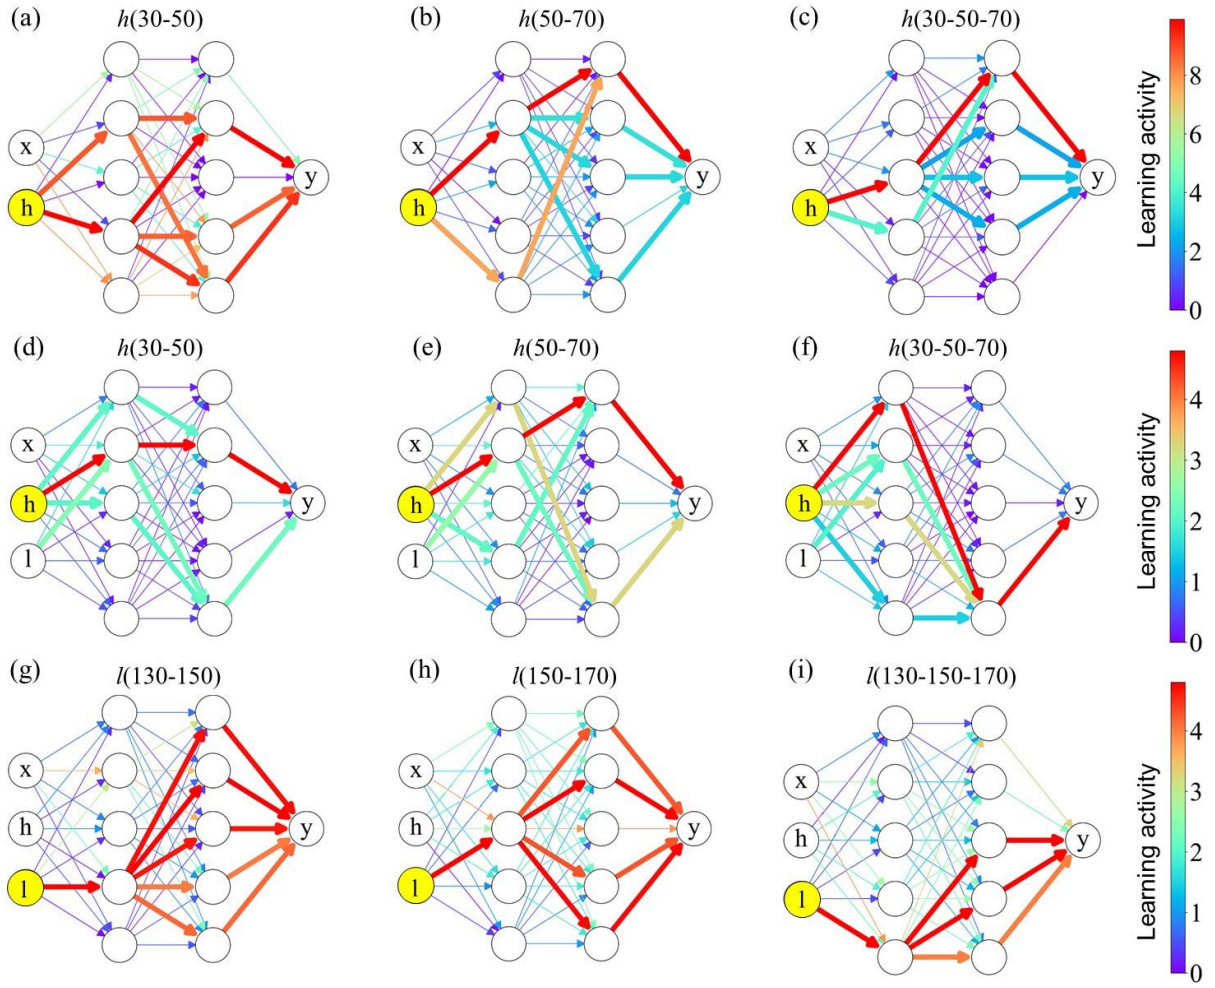 (a) h(30-50)
(b) h(50-70)
(c) h(30-50-70)
x
h
y
x
h
y
x
h
y
Learning activity
8
6
4
2
0
(d) h(30-50)
(e) h(50-70)
(f) h(30-50-70)
x
h
l
y
x
h
l
y
x
h
l
y
Learning activity
4
3
2
1
0
(g) l(130-150)
(h) l(150-170)
(i) l(130-150-170)
x
h
l
y
x
h
l
y
x
h
l
y
Learning activity
4
3
2
1
0